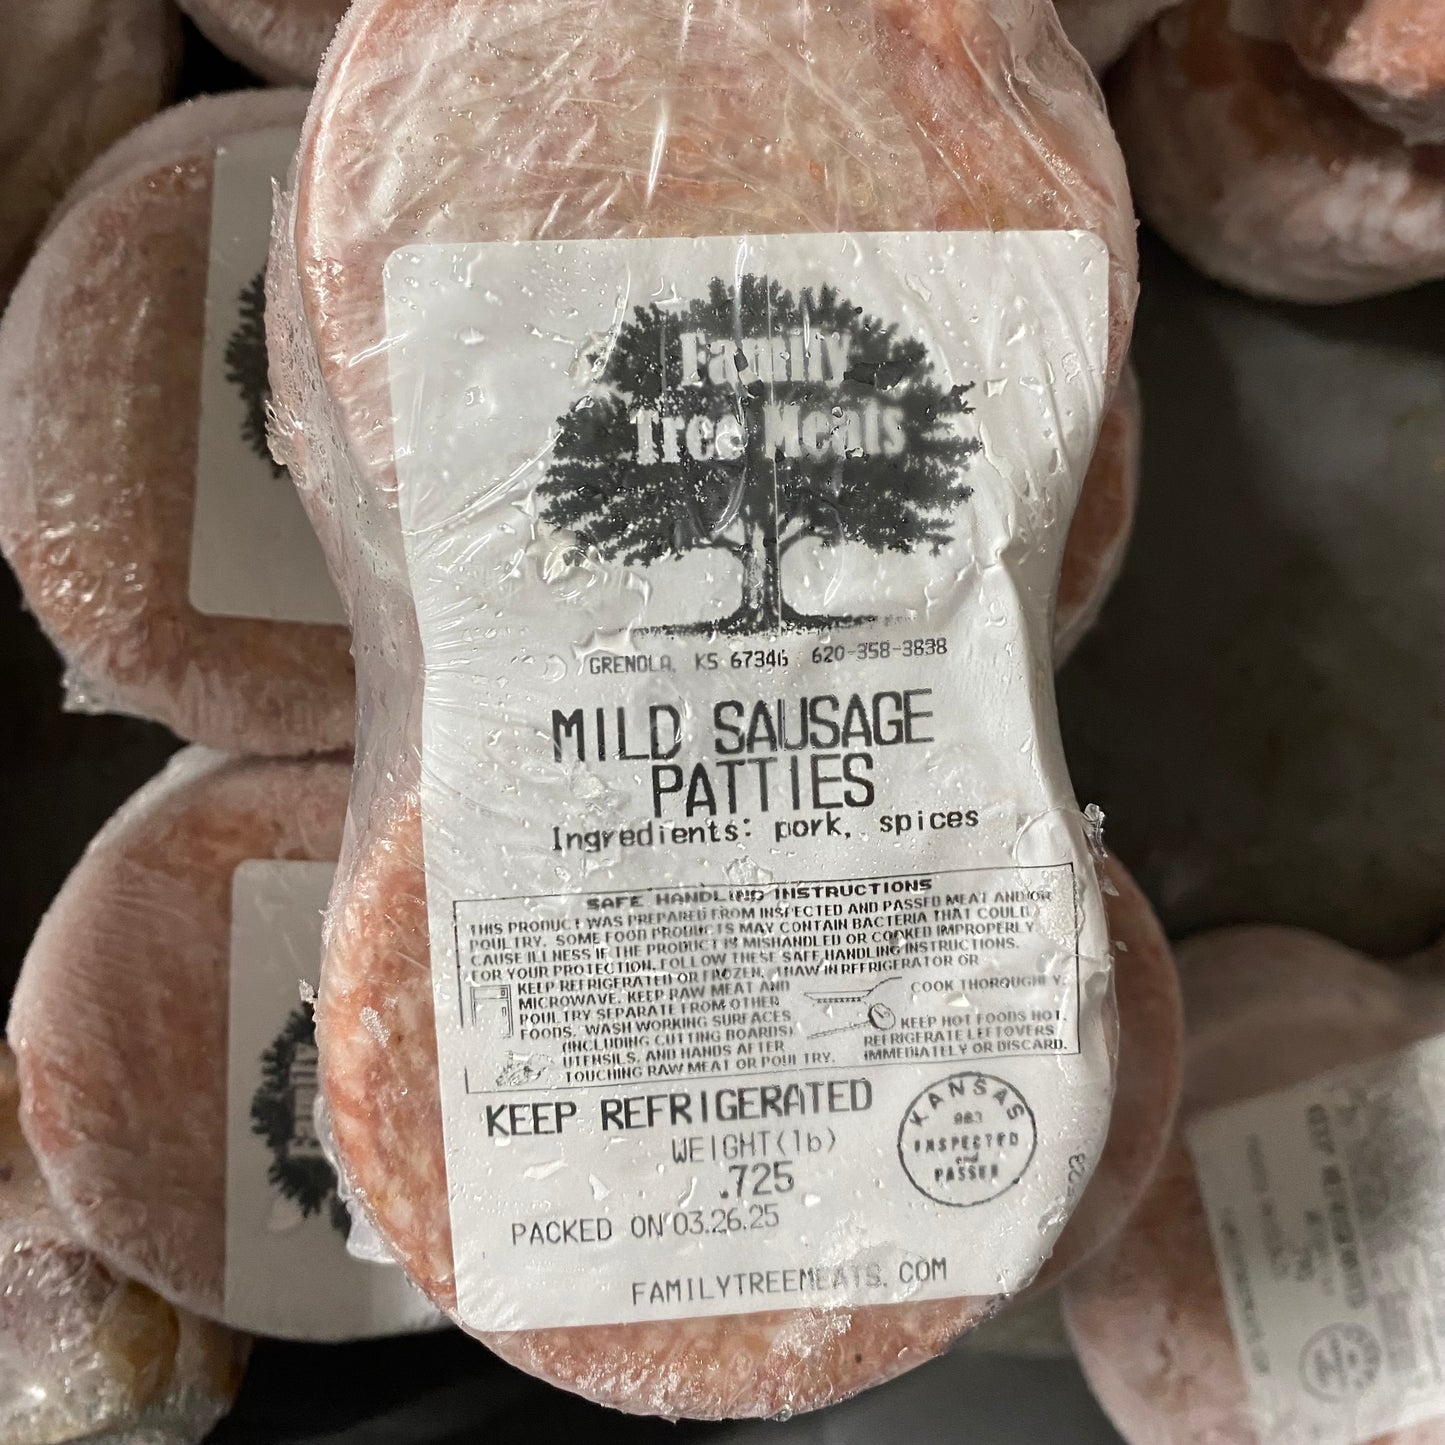 Family
Tree Meats
GRENOLA, KS 67346 620-358-3838
MILD SAUSAGE
PATTIES
Ingredients: pork, spices
SAFE HANDLING INSTRUCTIONS
THIS PRODUCT WAS PREPARED FROM INSPECTED AND PASSED MEAT AND/OR
POULTRY. SOME FOOD PRODUCTS MAY CONTAIN BACTERIA THAT COULD
CAUSE ILLNESS IF THE PRODUCT IS MISHANDLED OR COOKED IMPROPERLY.
FOR YOUR PROTECTION, FOLLOW THESE SAFE HANDLING INSTRUCTIONS.
KEEP REFRIGERATED OR FROZEN. THAW IN REFRIGERATOR OR
MICROWAVE. KEEP RAW MEAT AND
POULTRY SEPARATE FROM OTHER
FOODS. WASH WORKING SURFACES
(INCLUDING CUTTING BOARDS)
UTENSILS, AND HANDS AFTER
TOUCHING RAW MEAT OR POULTRY.
COOK THOROUGHLY.
KEEP HOT FOODS HOT.
REFRIGERATE LEFTOVERS
IMMEDIATELY OR DISCARD.
KEEP REFRIGERATED
WEIGHT(lb)
.725
PACKED ON 03.26.25
KANSAS
INSPECTED
and
PASSED
FAMILYTREEMEATS.COM
Family